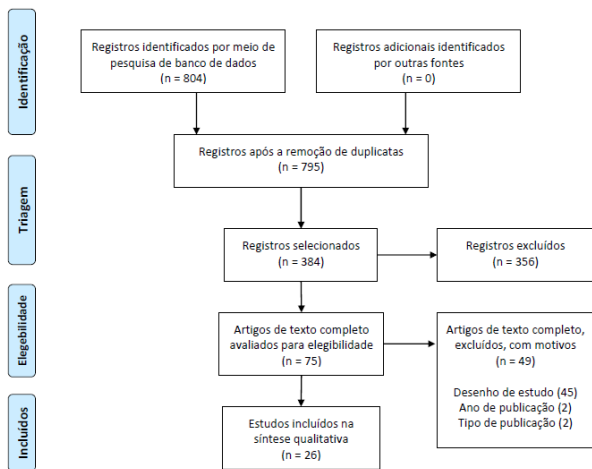 Identificação
Registros identificados por meio de
pesquisa de banco de dados
(n = 804)
Registros adicionais identificados
por outras fontes
(n = 0)
Triagem
Registros após a remoção de duplicatas
(n = 795)
Registros selecionados
(n = 384)
Registros excluídos
(n = 356)
Elegebilidade
Artigos de texto completo
avaliados para elegibilidade
(n = 75)
Artigos de texto completo,
excluídos, com motivos
(n = 49)
Desenho de estudo (45)
Ano de publicação (2)
Tipo de publicação (2)
Incluídos
Estudos incluídos na
síntese qualitativa
(n = 26)